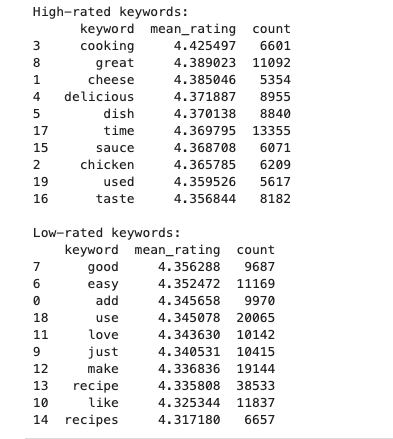 High-rated keywords:
keyword mean_rating count
3 cooking 4.425497 6601
8 great 4.389023 11092
1 cheese 4.385046 5354
4 delicious 4.371887 8955
5 dish 4.370138 8840
17 time 4.369795 13355
15 sauce 4.368708 6071
2 chicken 4.365785 6209
19 used 4.359526 5617
16 taste 4.356844 8182
Low-rated keywords:
keyword mean_rating count
7 good 4.356288 9687
6 easy 4.352472 11169
0 add 4.345658 9970
18 use 4.345078 20065
11 love 4.343630 10142
9 just 4.340531 10415
12 make 4.336836 19144
13 recipe 4.335808 38533
10 like 4.325344 11837
14 recipes 4.317180 6657